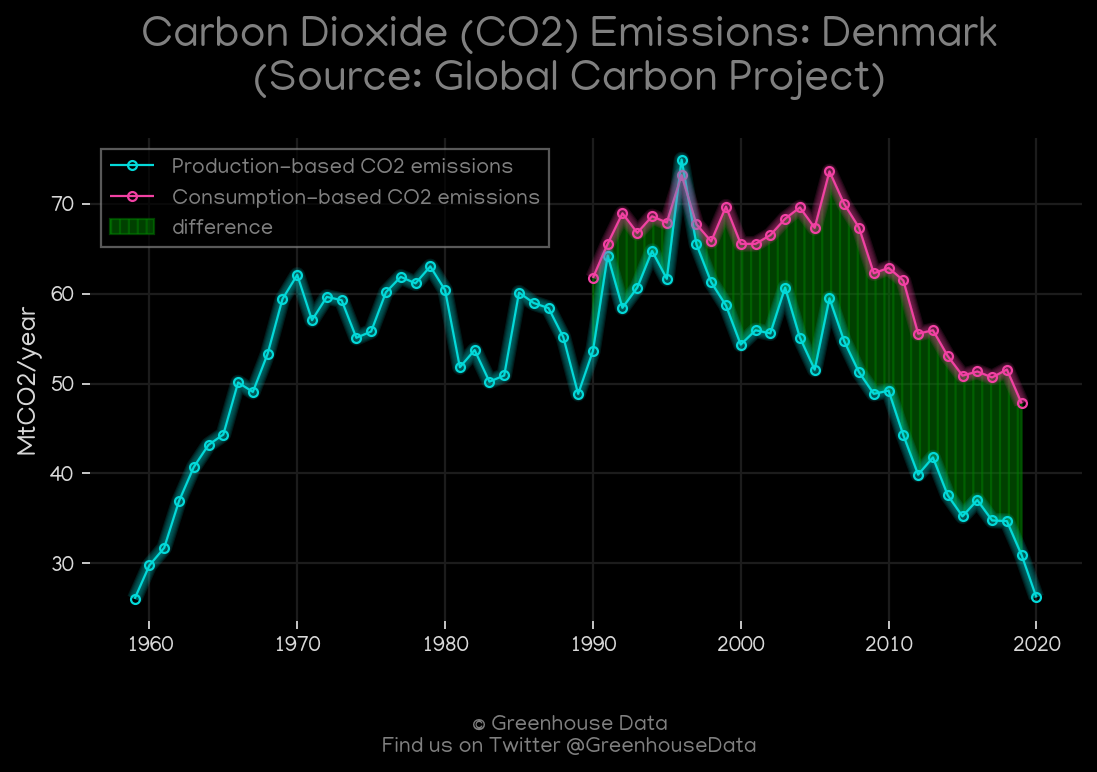 Carbon Dioxide (CO2) Emissions: Denmark
(Source: Global Carbon Project)
Production-based CO2 emissions
Consumption-based CO2 emissions
difference
MtCO2/year
70
60
50
40
30
1960 1970 1980 1990 2000 2010 2020
© Greenhouse Data
Find us on Twitter @GreenhouseData